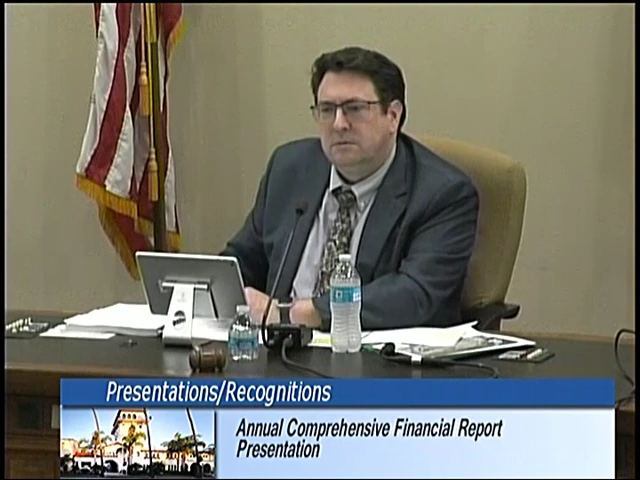 Presentations/Recognitions
Annual Comprehensive Financial Report
Presentation